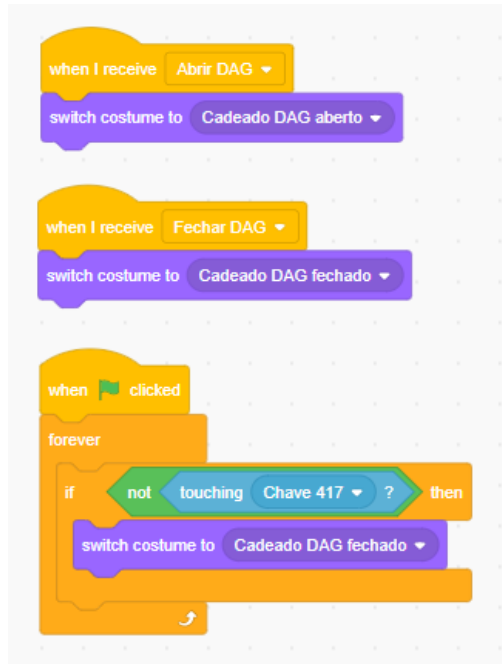 when I receive Abrir DAG
switch costume to Cadeado DAG aberto
when I receive Fechar DAG
switch costume to Cadeado DAG fechado
when clicked
forever
if not touching Chave 417 ? then
switch costume to Cadeado DAG fechado